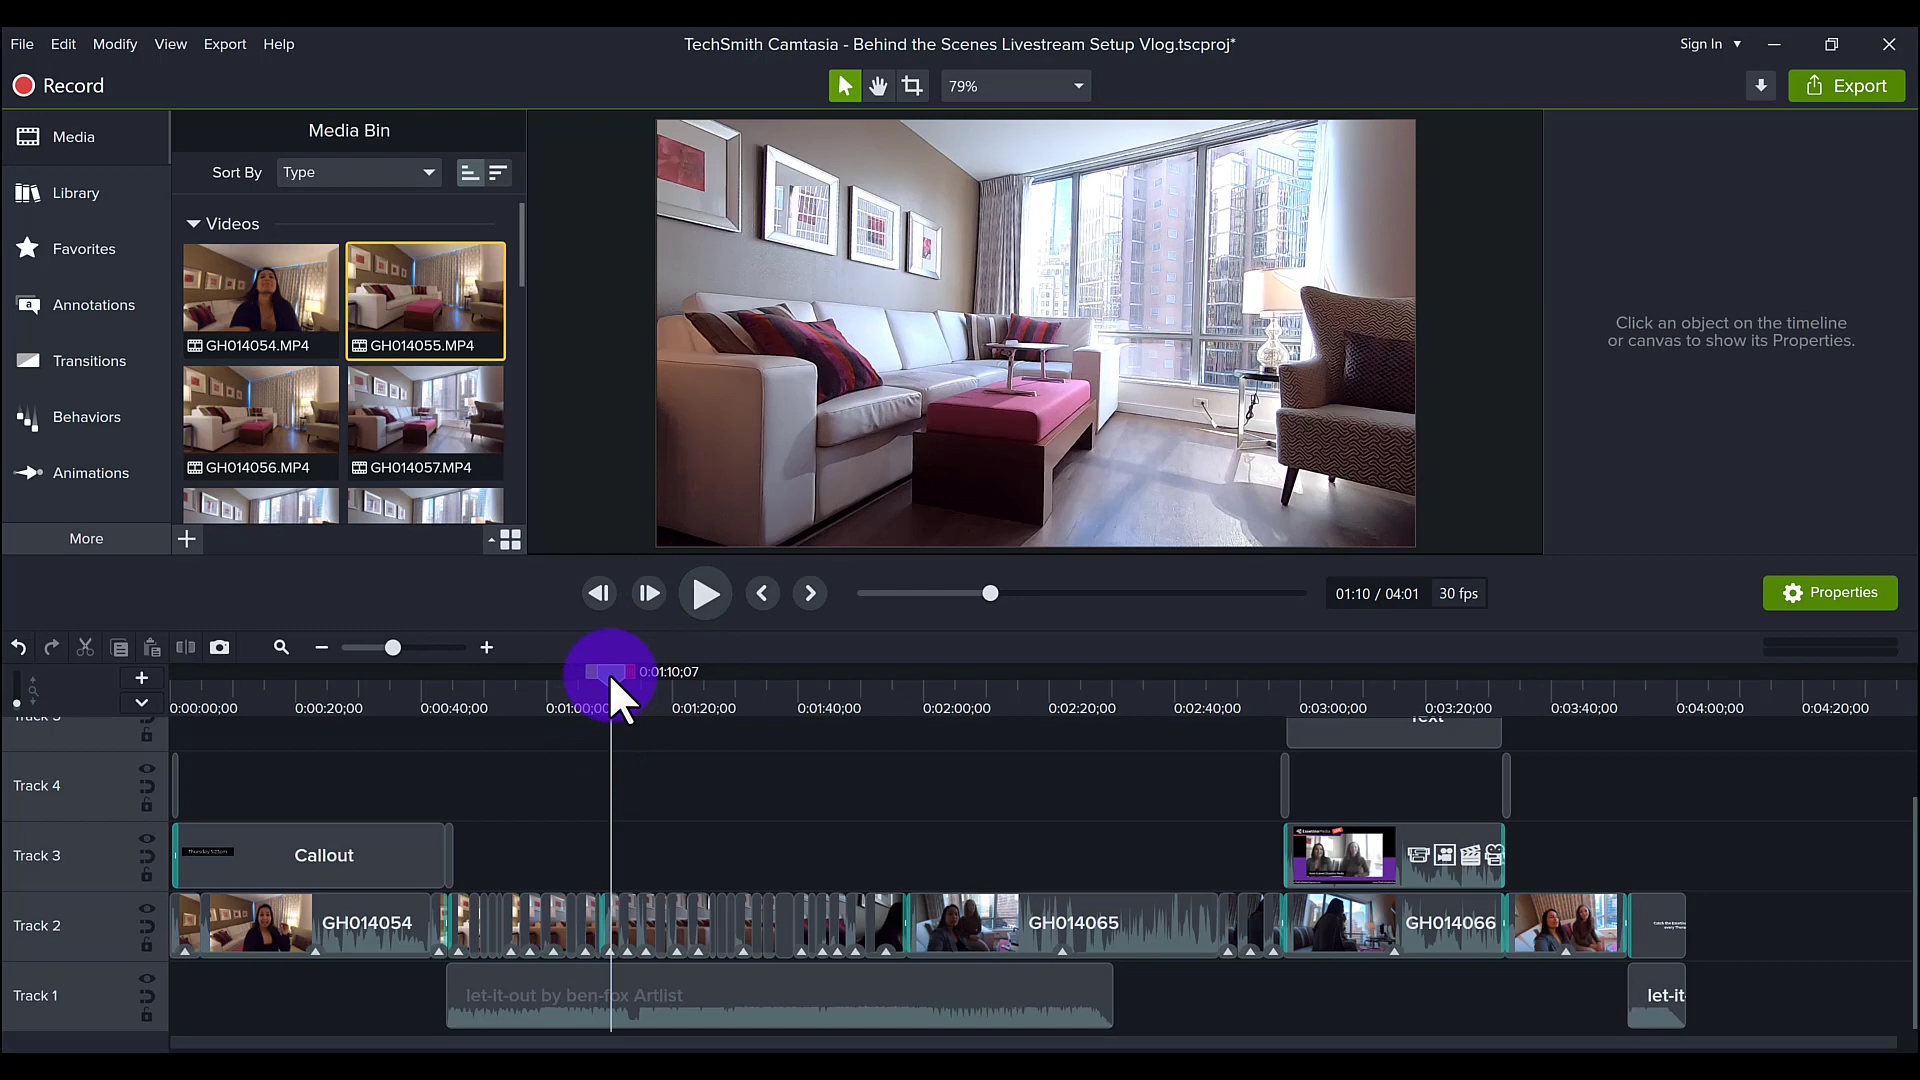 File Edit Modify View Export Help
TechSmith Camtasia - Behind the Scenes Livestream Setup Vlog.tscproj*
Sign In
Record
79%
Export
Media
Library
Favorites
Annotations
Transitions
Behaviors
Animations
More
Media Bin
Sort By Type
Videos
GH014054.MP4 GH014055.MP4
GH014056.MP4 GH014057.MP4
Click an object on the timeline
or canvas to show its Properties.
01:10 / 04:01 30 fps
Properties
0:01:10;07
0:00:00;00 0:00:20;00 0:00:40;00 0:01:00;00 0:01:20;00 0:01:40;00 0:02:00;00 0:02:20;00 0:02:40;00 0:03:00;00 0:03:20;00 0:03:40;00 0:04:00;00 0:04:20;00
Text
Track 4
Track 3 Callout
Track 2 GH014054 GH014065 GH014066
Track 1 let-it-out by ben-fox Artlist let-it-